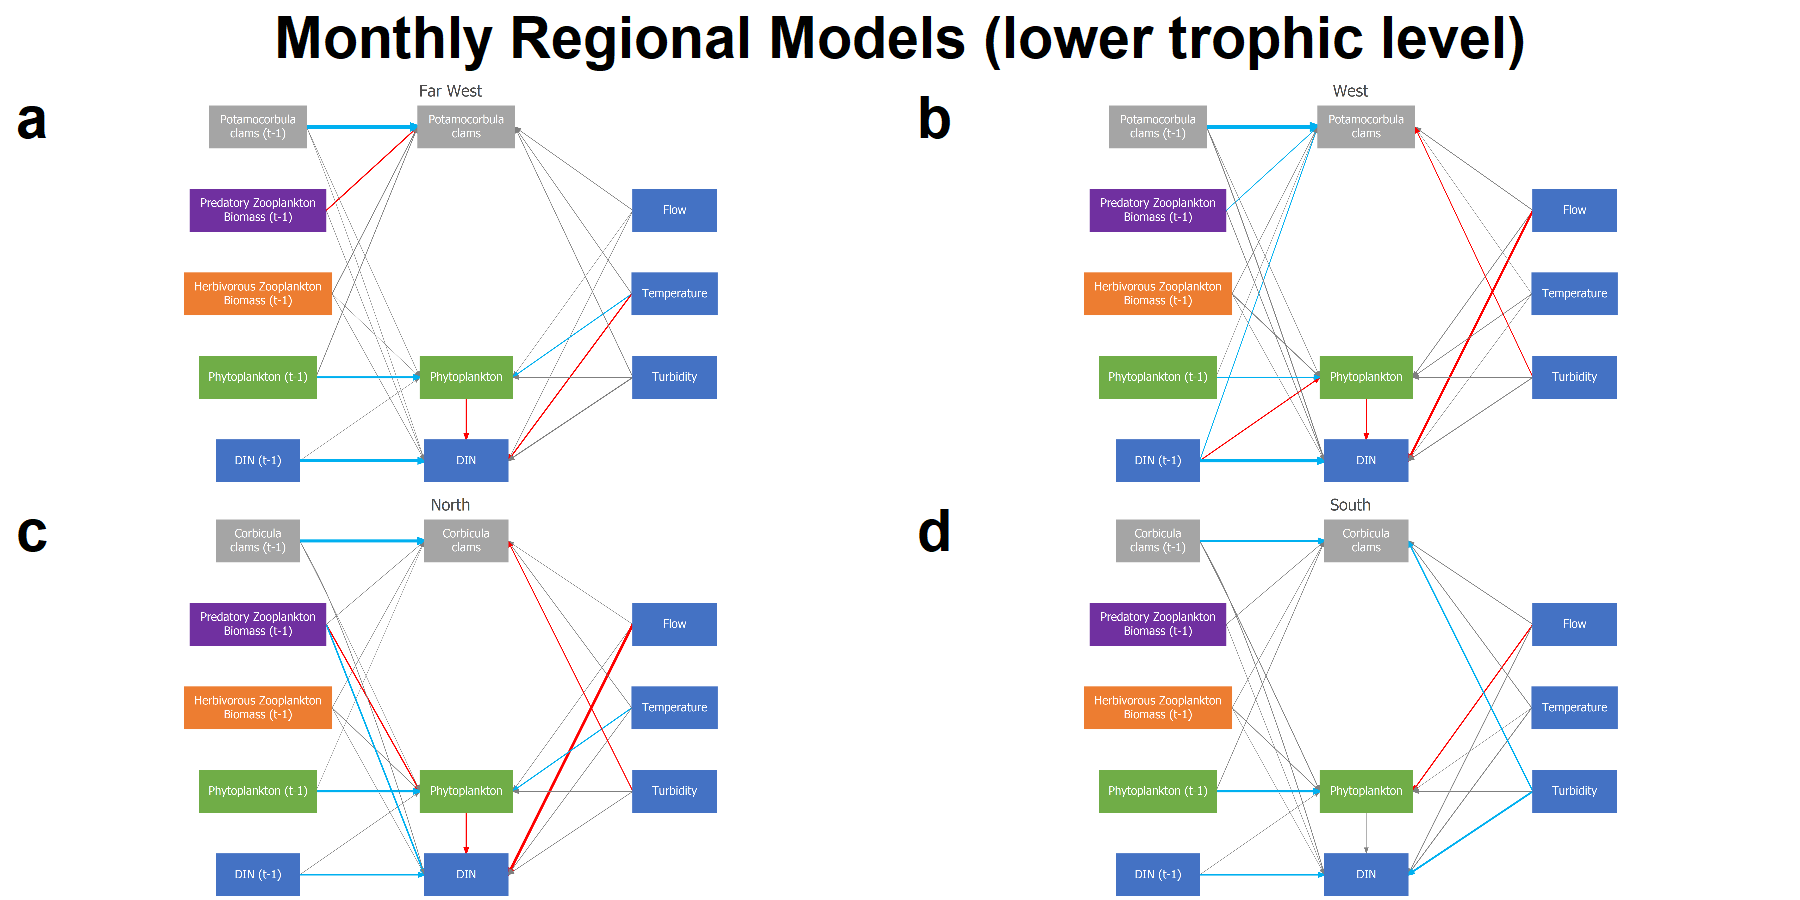 Monthly Regional Models (lower trophic level)
a
Far West
Potamocorbula
clams (t-1)
Potamocorbula
clams
Predatory Zooplankton
Biomass (t-1)
Flow
Herbivorous Zooplankton
Biomass (t-1)
Temperature
Phytoplankton (t 1)
Phytoplankton
Turbidity
DIN (t-1)
DIN
b
West
Potamocorbula
clams (t-1)
Potamocorbula
clams
Predatory Zooplankton
Biomass (t-1)
Flow
Herbivorous Zooplankton
Biomass (t-1)
Temperature
Phytoplankton (t 1)
Phytoplankton
Turbidity
DIN (t-1)
DIN
c
North
Corbicula
clams (t-1)
Corbicula
clams
Predatory Zooplankton
Biomass (t-1)
Flow
Herbivorous Zooplankton
Biomass (t-1)
Temperature
Phytoplankton (t 1)
Phytoplankton
Turbidity
DIN (t-1)
DIN
d
South
Corbicula
clams (t-1)
Corbicula
clams
Predatory Zooplankton
Biomass (t-1)
Flow
Herbivorous Zooplankton
Biomass (t-1)
Temperature
Phytoplankton (t 1)
Phytoplankton
Turbidity
DIN (t-1)
DIN